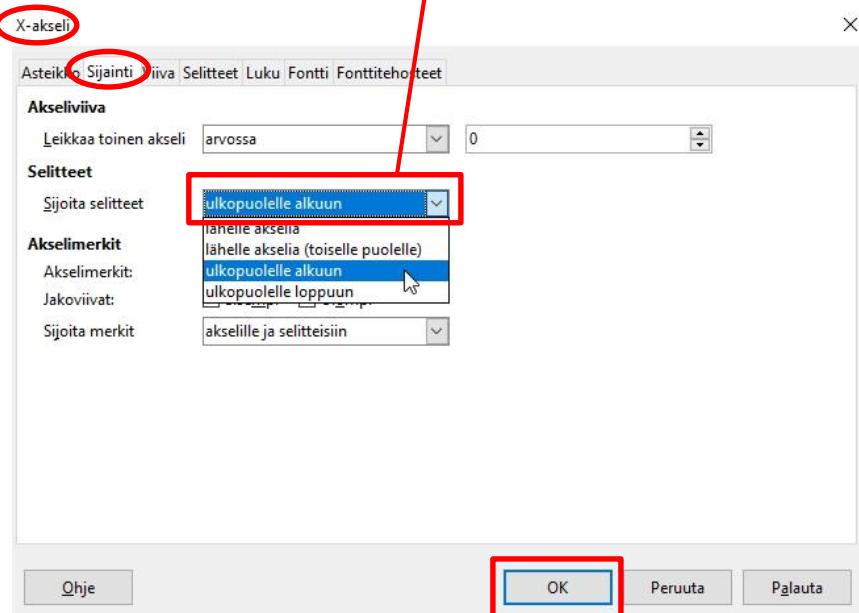 X-akseli
Asteikko Sijainti Viiva Selitteet Luku Fontti Fonttitehosteet
Akseliviiva
Leikkaa toinen akseli arvossa 0
Selitteet
Sijoita selitteet ulkopuolelle alkuun
lähelle akselia
lähelle akselia (toiselle puolelle)
Akselimerkit
Akselimerkit: ulkopuolelle alkuun
Jakoviivat: ulkopuolelle loppuun
Sijoita merkit akselille ja selitteisiin
Ohje OK Peruuta Palauta